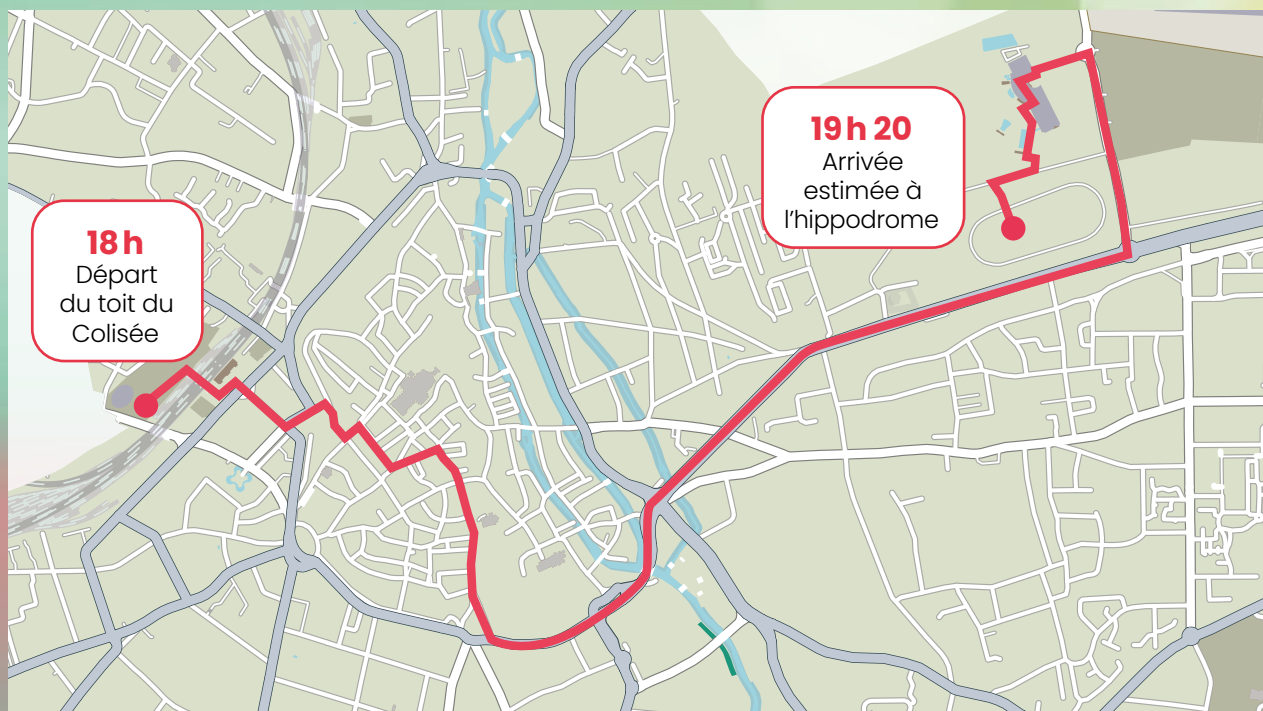 18 h
Départ
du toit du
Colisée
19 h 20
Arrivée
estimée à
l'hippodrome